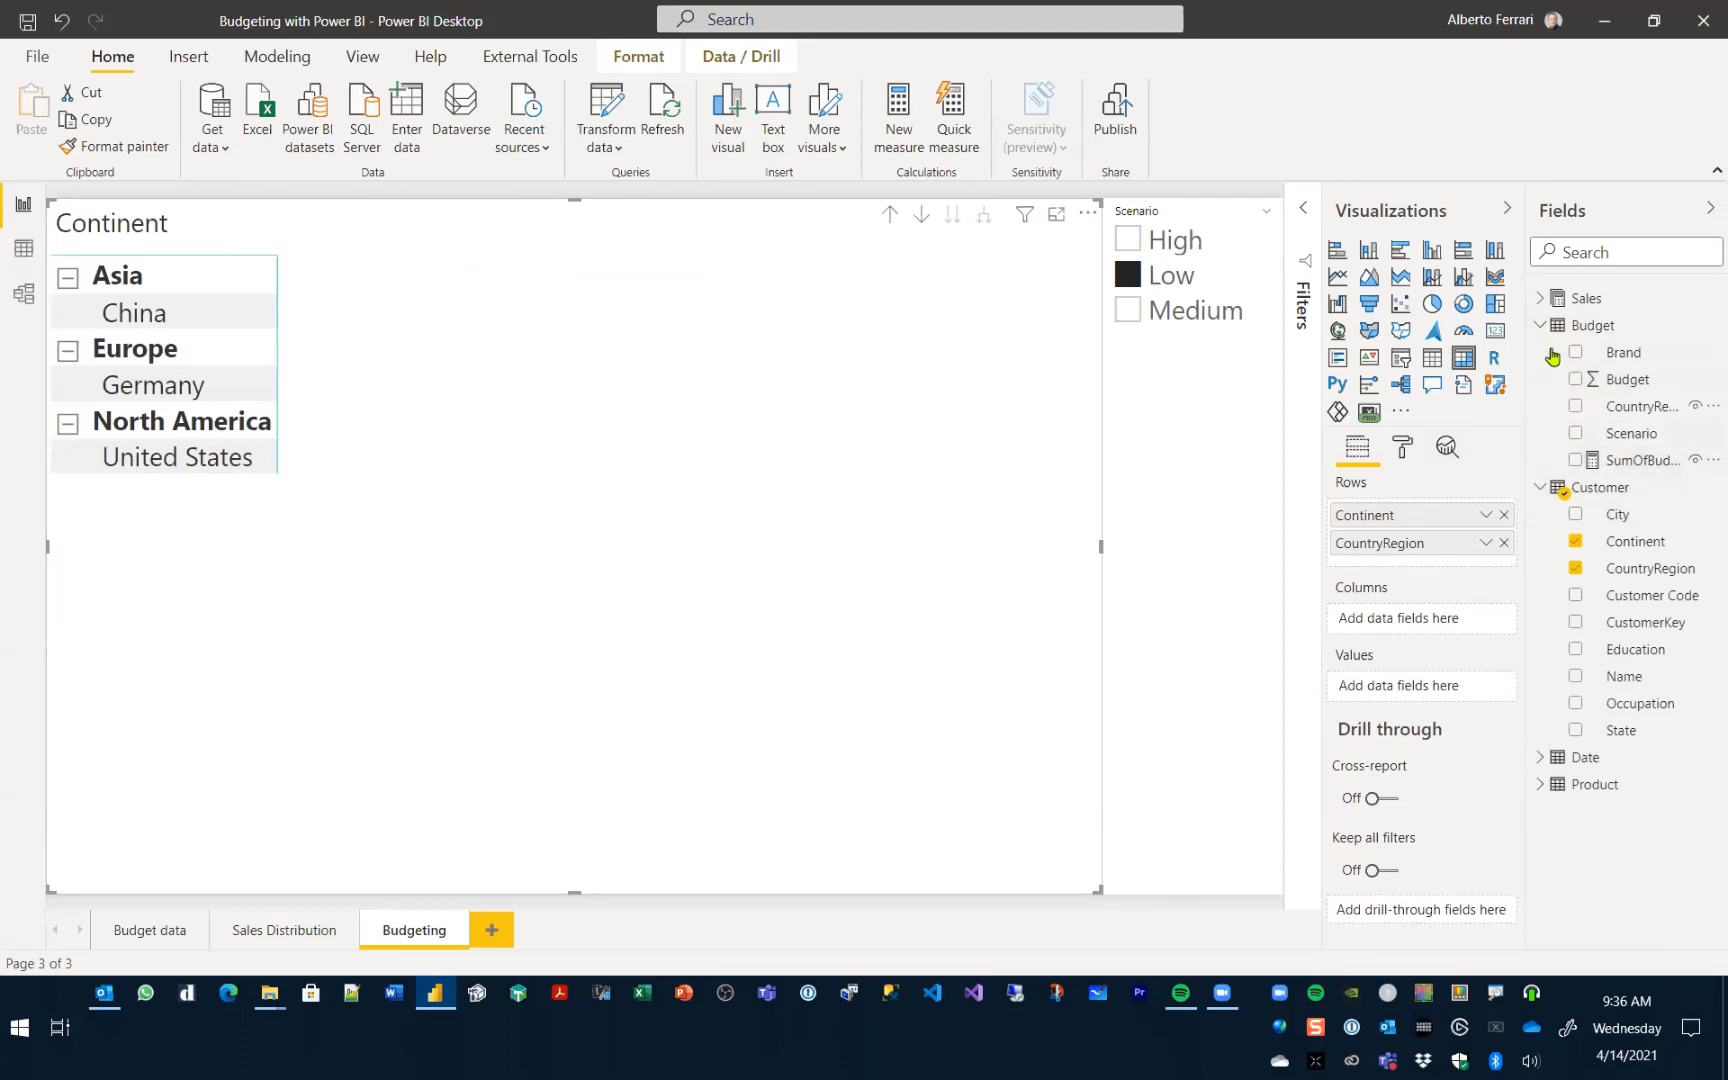 Budgeting with Power BI - Power BI Desktop
Search
Alberto Ferrari
File
Home
Insert
Modeling
View
Help
External Tools
Format
Data / Drill
Paste
Cut
Copy
Format painter
Clipboard
Get data
Excel
Power BI datasets
SQL Server
Enter data
Dataverse
Recent sources
Data
Transform data
Refresh
Queries
New visual
Text box
More visuals
Insert
New measure
Quick measure
Calculations
Sensitivity (preview)
Sensitivity
Publish
Share
Continent
Asia
China
Europe
Germany
North America
United States
Scenario
High
Low
Medium
Filters
Visualizations
Rows
Continent
CountryRegion
Columns
Add data fields here
Values
Add data fields here
Drill through
Cross-report
Off
Keep all filters
Off
Add drill-through fields here
Fields
Search
Sales
Budget
Brand
Budget
CountryRe...
Scenario
SumOfBud...
Customer
City
Continent
CountryRegion
Customer Code
CustomerKey
Education
Name
Occupation
State
Date
Product
Budget data
Sales Distribution
Budgeting
Page 3 of 3
9:36 AM
Wednesday
4/14/2021